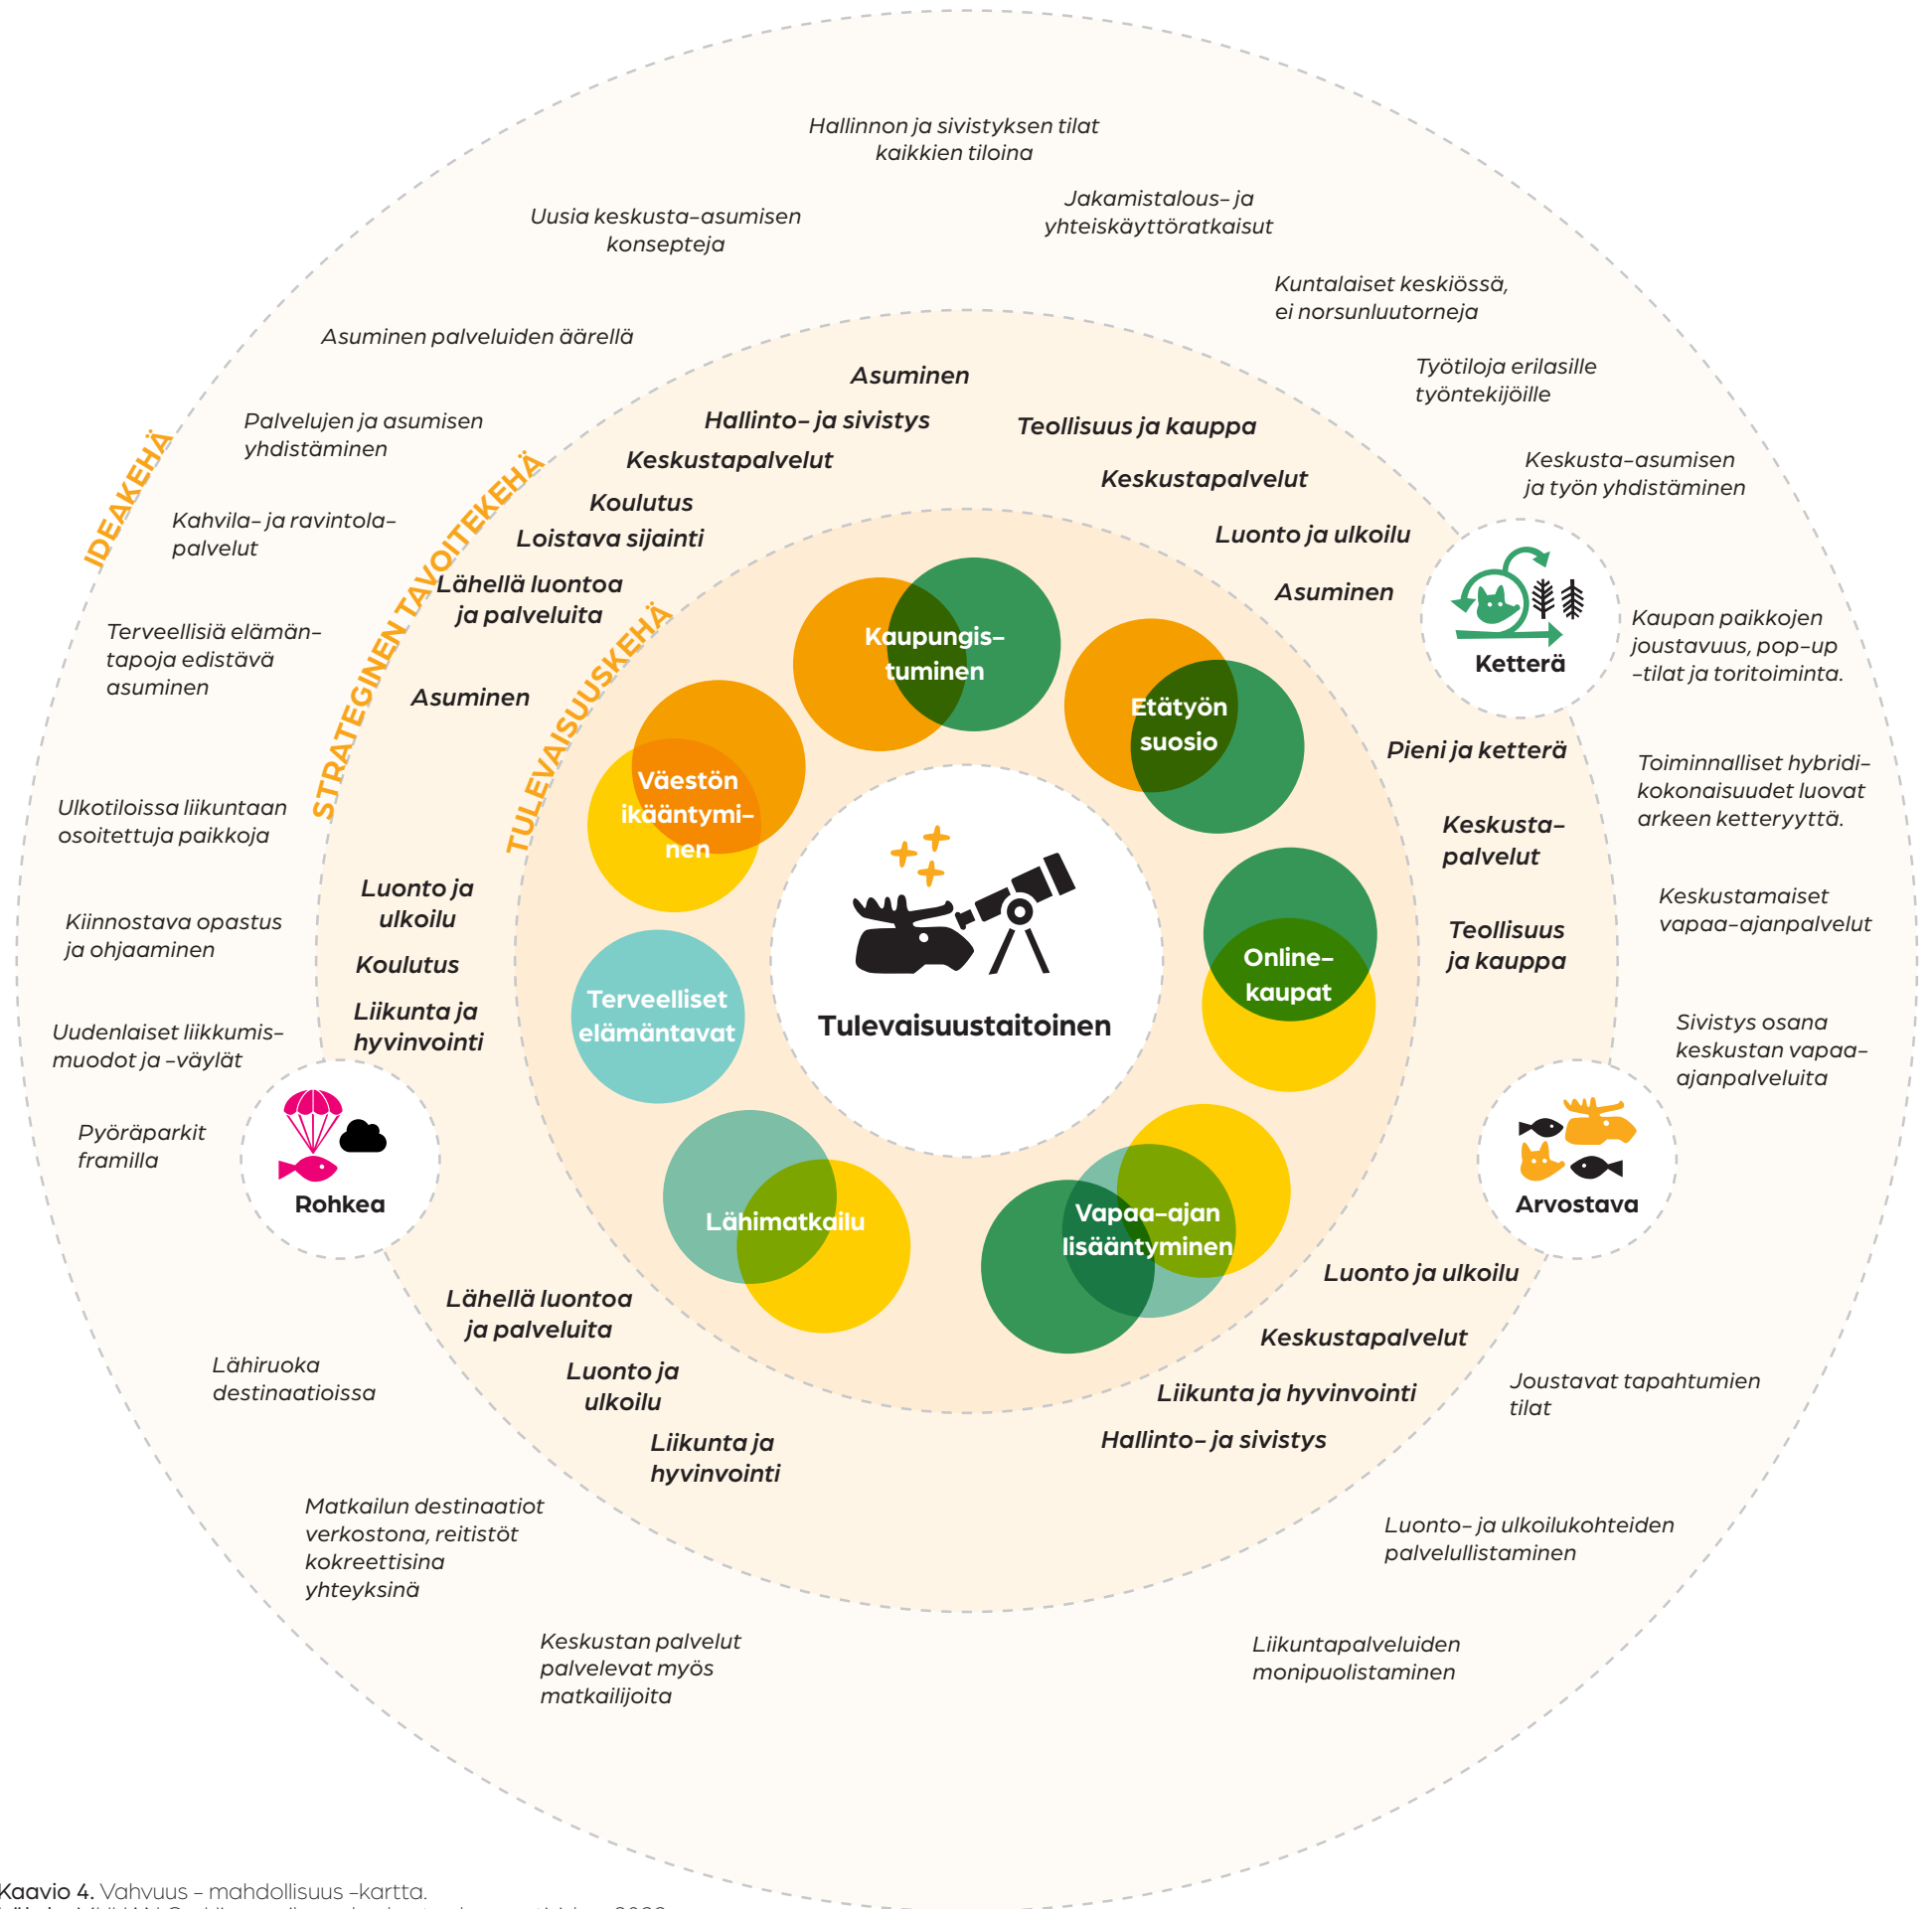 Hallinnon ja sivistyksen tilat
kaikkien tiloina
Jakamistalous- ja
yhteiskäyttöratkaisut
Uusia keskusta-asumisen
konsepteja
Kuntalaiset keskiössä,
ei norsunluutorneja
Asuminen palveluiden äärellä
Työtiloja erilasille
työntekijöille
Palvelujen ja asumisen
yhdistäminen
Keskusta-asumisen
ja työn yhdistäminen
Kahvila- ja ravintola-
palvelut
Kaupan paikkojen
joustavuus, pop-up
-tilat ja toritoiminta.
Terveellisiä elämän-
tapoja edistävä
asuminen
Toiminnalliset hybridi-
kokonaisuudet luovat
arkeen ketteryyttä.
Ulkotiloissa liikuntaan
osoitettuja paikkoja
Keskustamaiset
vapaa-ajanpalvelut
Kiinnostava opastus
ja ohjaaminen
Sivistys osana
keskustan vapaa-
ajanpalveluita
Uudenlaiset liikkumis-
muodot ja -väylät
Pyöräparkit
framilla
Lähiruoka
destinaatioissa
Joustavat tapahtumien
tilat
Matkailun destinaatiot
verkostona, reitistöt
kokreettisina
yhteyksinä
Luonto- ja ulkoilukohteiden
palvelullistaminen
Keskustan palvelut
palvelevat myös
matkailijoita
Liikuntapalveluiden
monipuolistaminen
IDEAKEHÄ
STRATEGINEN TAVOITEKEHÄ
TULEVAISUUSKEHÄ
Asuminen
Hallinto- ja sivistys
Keskustapalvelut
Koulutus
Loistava sijainti
Lähellä luontoa
ja palveluita
Asuminen
Teollisuus ja kauppa
Keskustapalvelut
Luonto ja ulkoilu
Asuminen
Ketterä
Pieni ja ketterä
Keskusta-
palvelut
Teollisuus
ja kauppa
Arvostava
Luonto ja
ulkoilu
Koulutus
Liikunta ja
hyvinvointi
Rohkea
Lähellä luontoa
ja palveluita
Luonto ja
ulkoilu
Liikunta ja
hyvinvointi
Luonto ja ulkoilu
Keskustapalvelut
Liikunta ja hyvinvointi
Hallinto- ja sivistys
Kaupungis-
tuminen
Etätyön
suosio
Väestön
ikääntymi-
nen
Online-
kaupat
Terveelliset
elämäntavat
Lähimatkailu
Vapaa-ajan
lisääntyminen
Tulevaisuustaitoinen
Kaavio 4. Vahvuus - mahdollisuus -kartta.